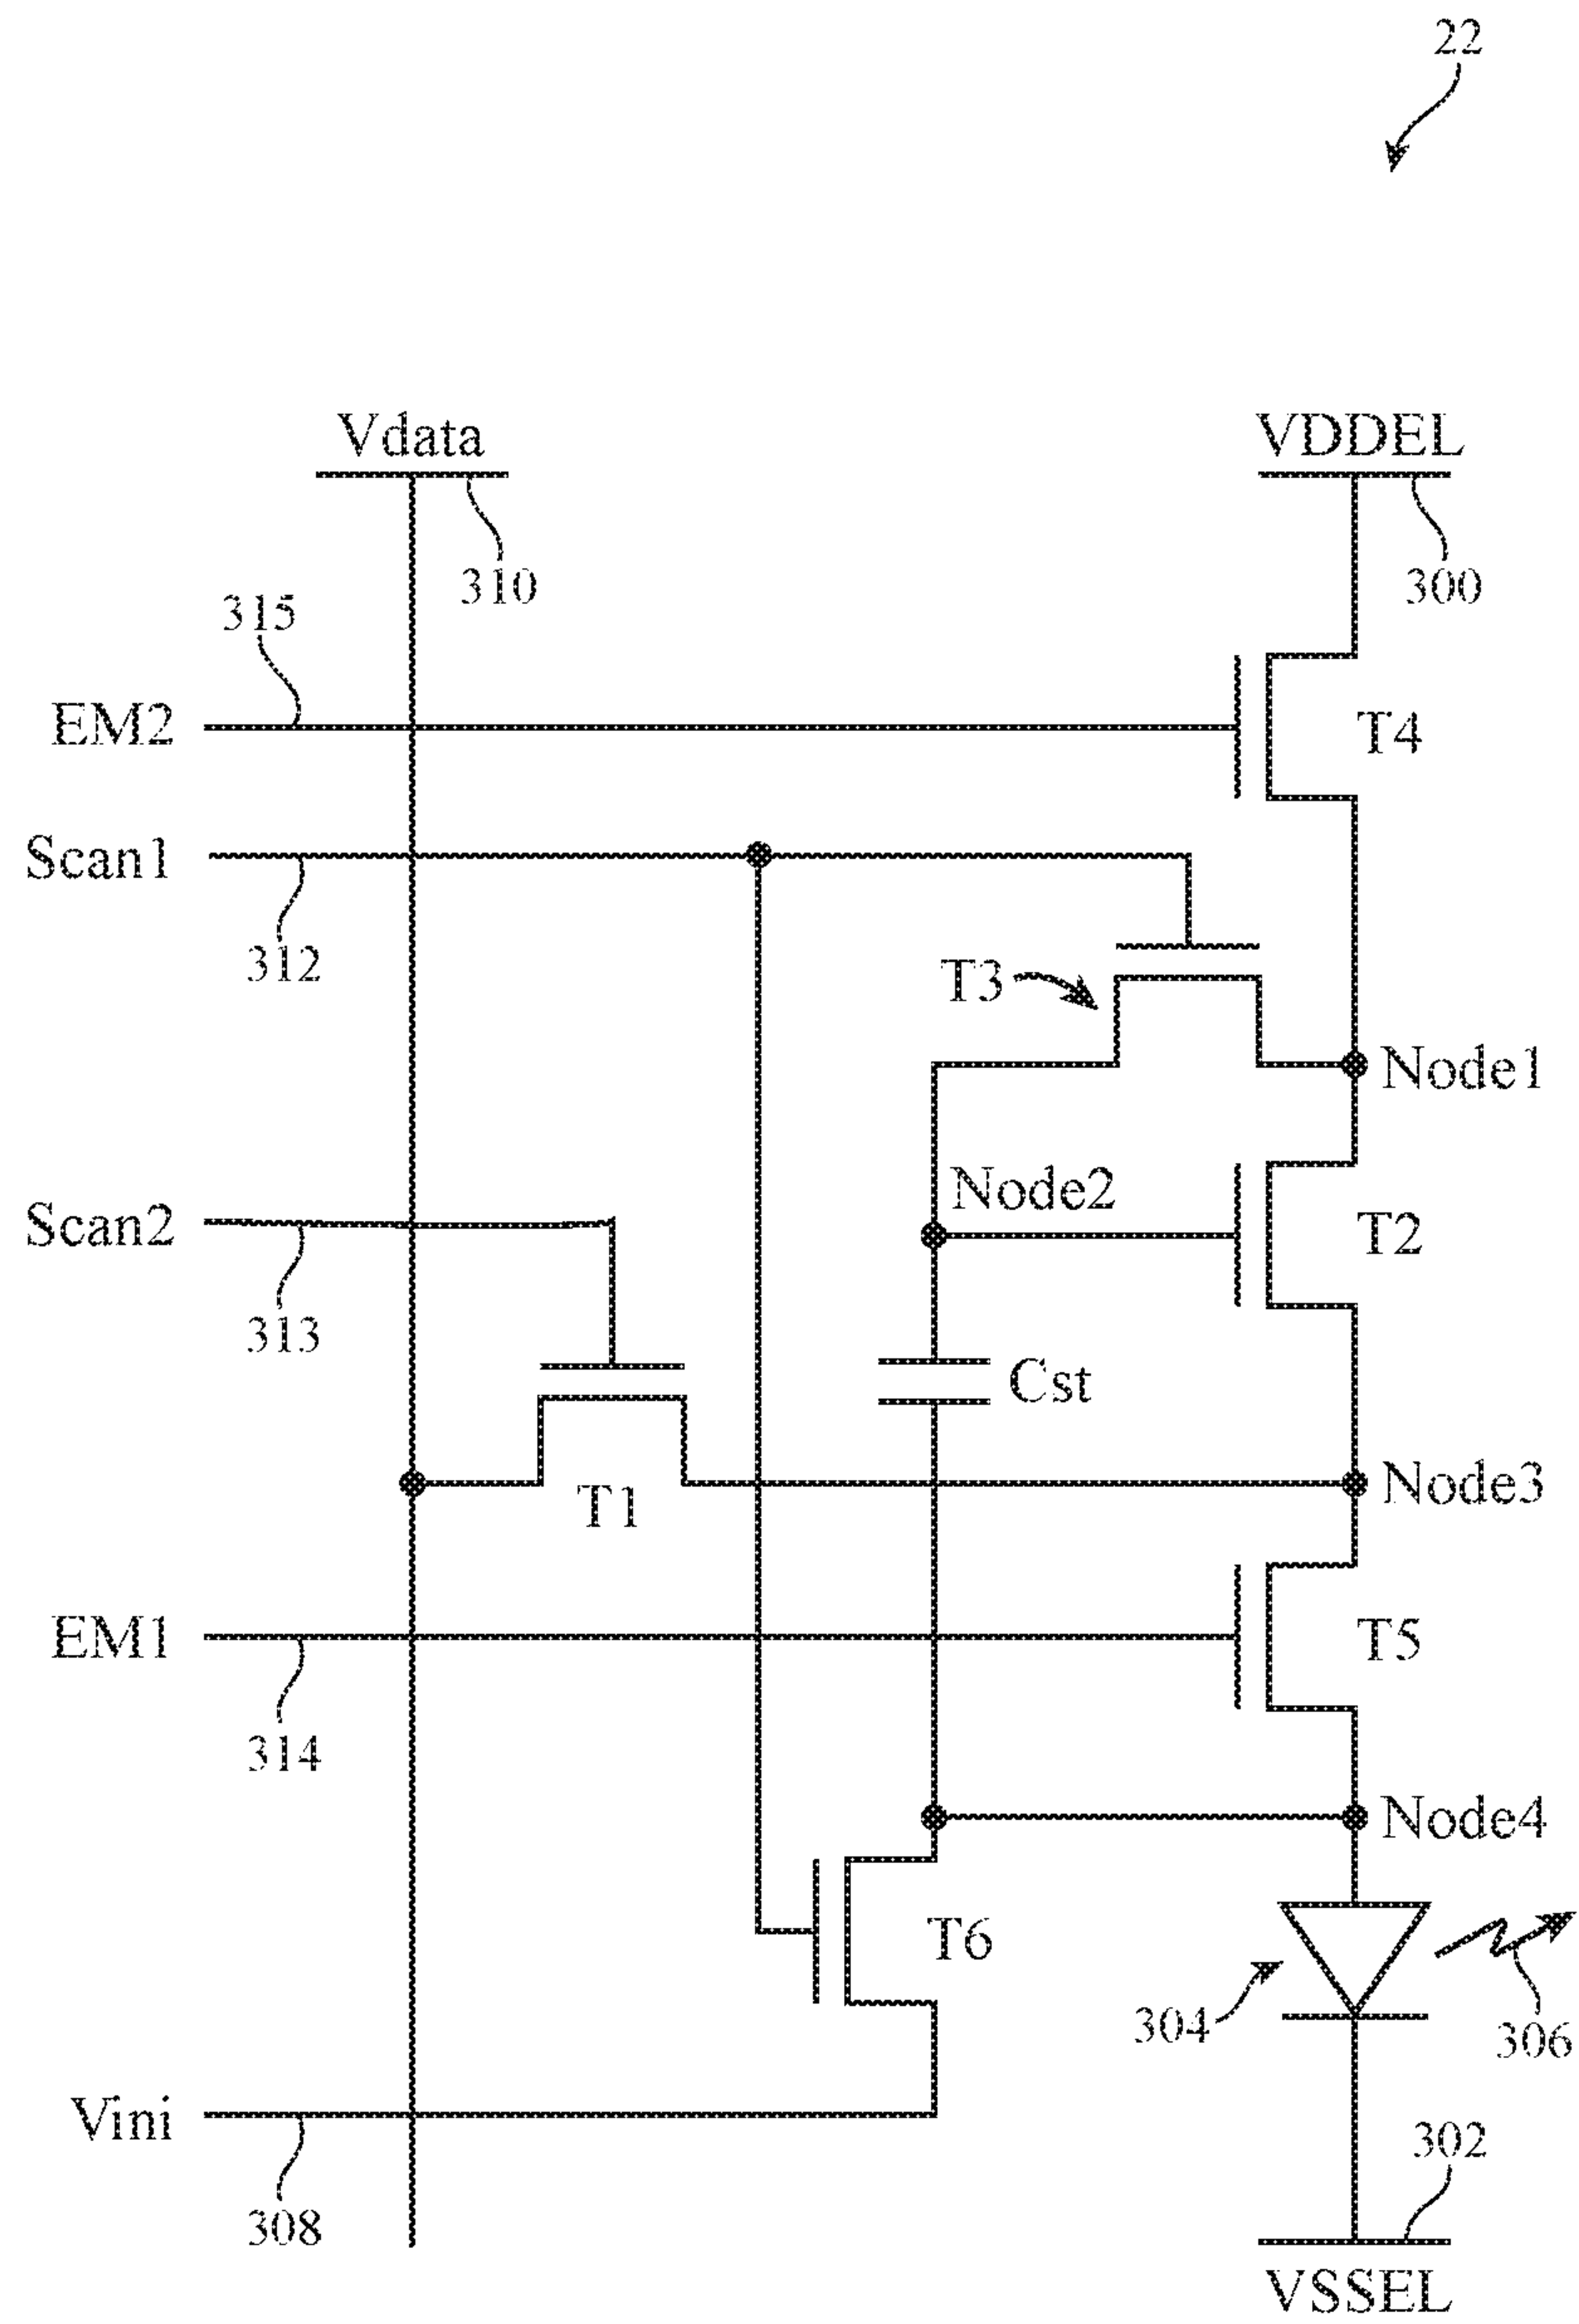 22
Vdata
VDDEL
310
300
315
EM2
T4
Scan1
312
T3
Node1
Node2
Scan2
T2
313
Cst
Node3
T1
EM1
T5
314
Node4
T6
304
306
Vini
302
308
VSSEL